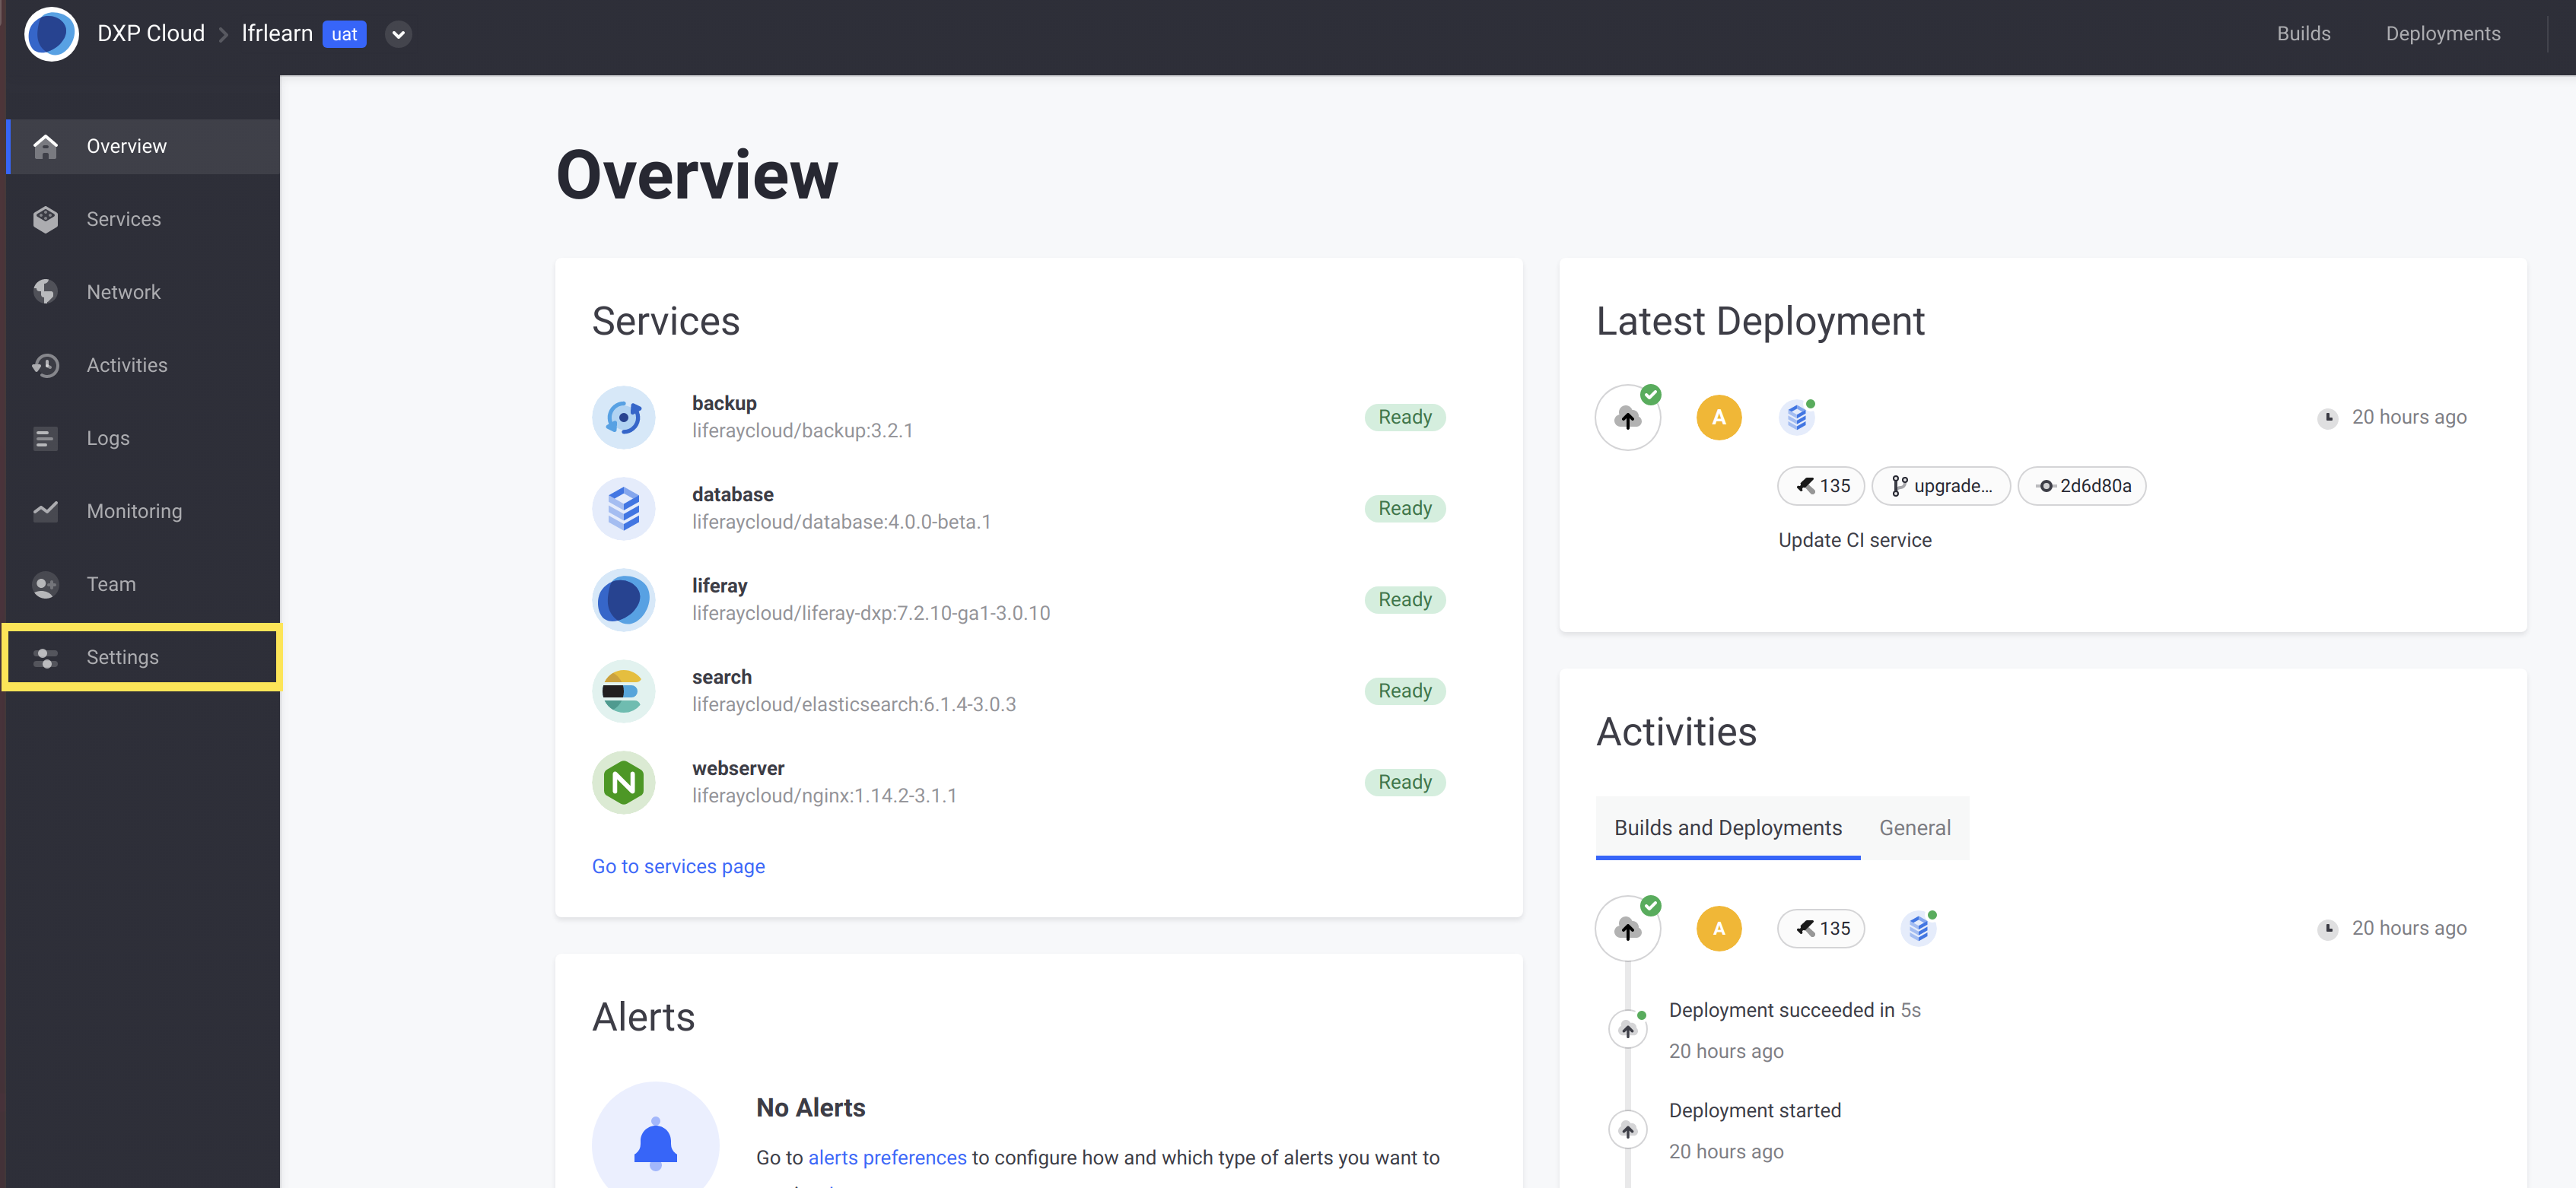 DXP Cloud > lfrlearn uat
Builds
Deployments
Overview
Services
Network
Activities
Logs
Monitoring
Team
Settings
Overview
Services
backup
liferaycloud/backup:3.2.1
Ready
database
liferaycloud/database:4.0.0-beta.1
Ready
liferay
liferaycloud/liferay-dxp:7.2.10-ga1-3.0.10
Ready
search
liferaycloud/elasticsearch:6.1.4-3.0.3
Ready
webserver
liferaycloud/nginx:1.14.2-3.1.1
Ready
Go to services page
Alerts
No Alerts
Go to alerts preferences to configure how and which type of alerts you want to
Latest Deployment
A
20 hours ago
135
upgrade...
2d6d80a
Update CI service
Activities
Builds and Deployments
General
A
135
20 hours ago
Deployment succeeded in 5s
20 hours ago
Deployment started
20 hours ago